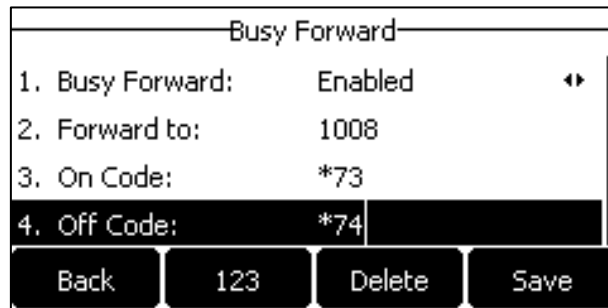 Busy Forward
1. Busy Forward: Enabled
2. Forward to: 1008
3. On Code: *73
4. Off Code: *74
Back 123 Delete Save